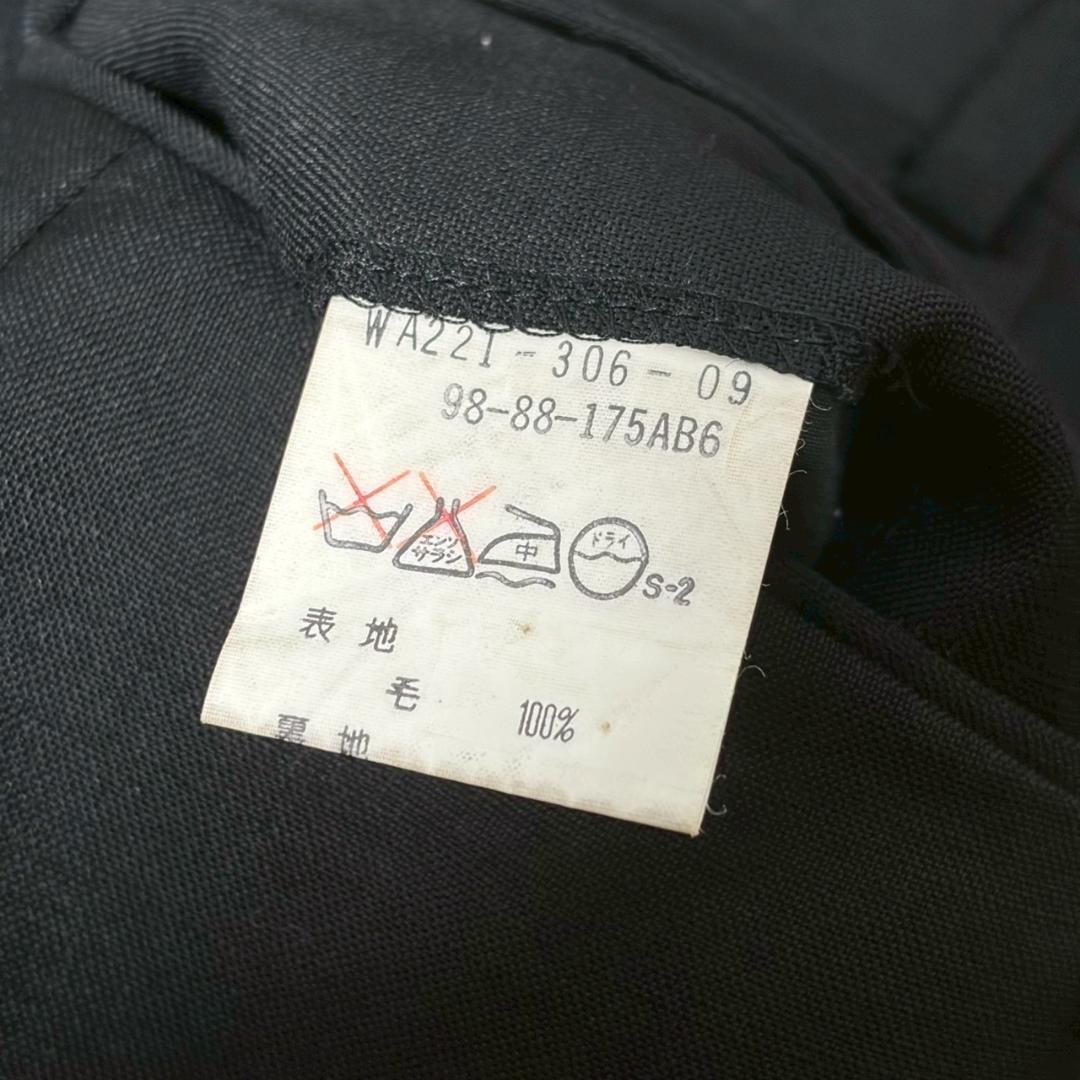 WA221-306-09
98-88-175AB6
エンソ
サラシ
中
ドライ
S-2
表地
毛 100%
裏地